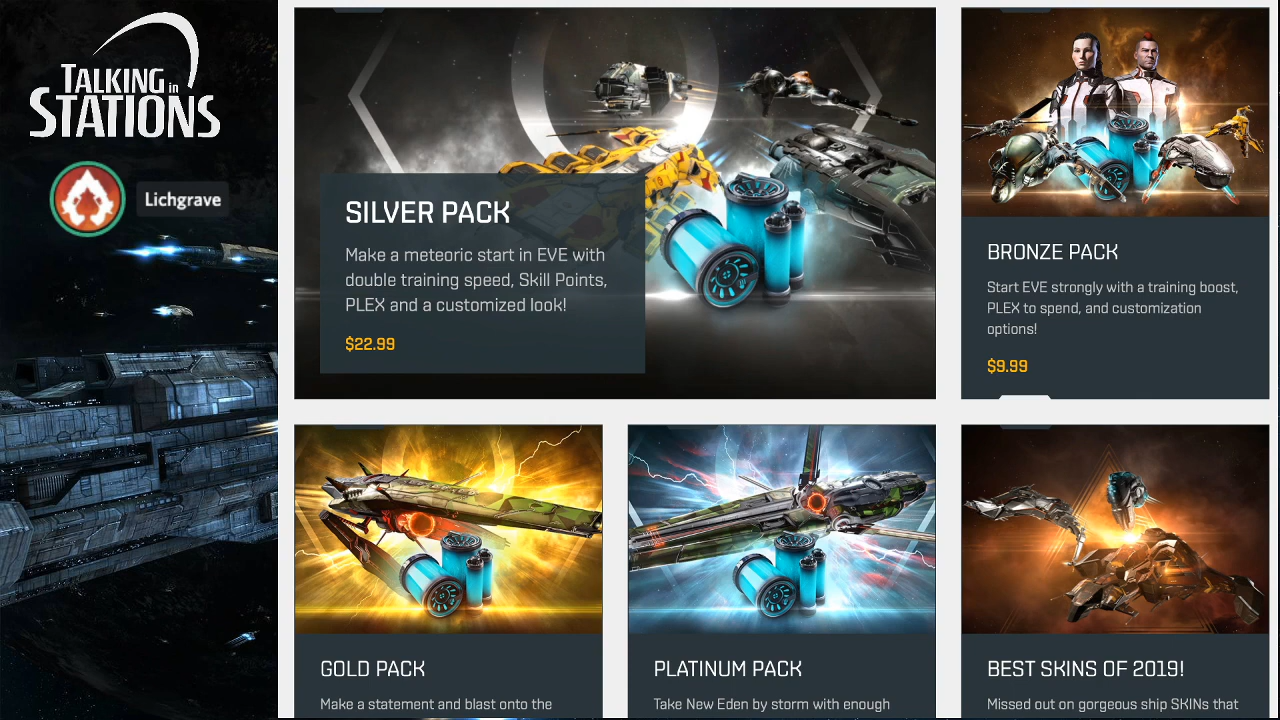 TALKING in
STATIONS
Lichgrave
SILVER PACK
Make a meteoric start in EVE with
double training speed, Skill Points,
PLEX and a customized look!
$22.99
BRONZE PACK
Start EVE strongly with a training boost,
PLEX to spend, and customization
options!
$9.99
GOLD PACK
Make a statement and blast onto the
PLATINUM PACK
Take New Eden by storm with enough
BEST SKINS OF 2019!
Missed out on gorgeous ship SKINs that